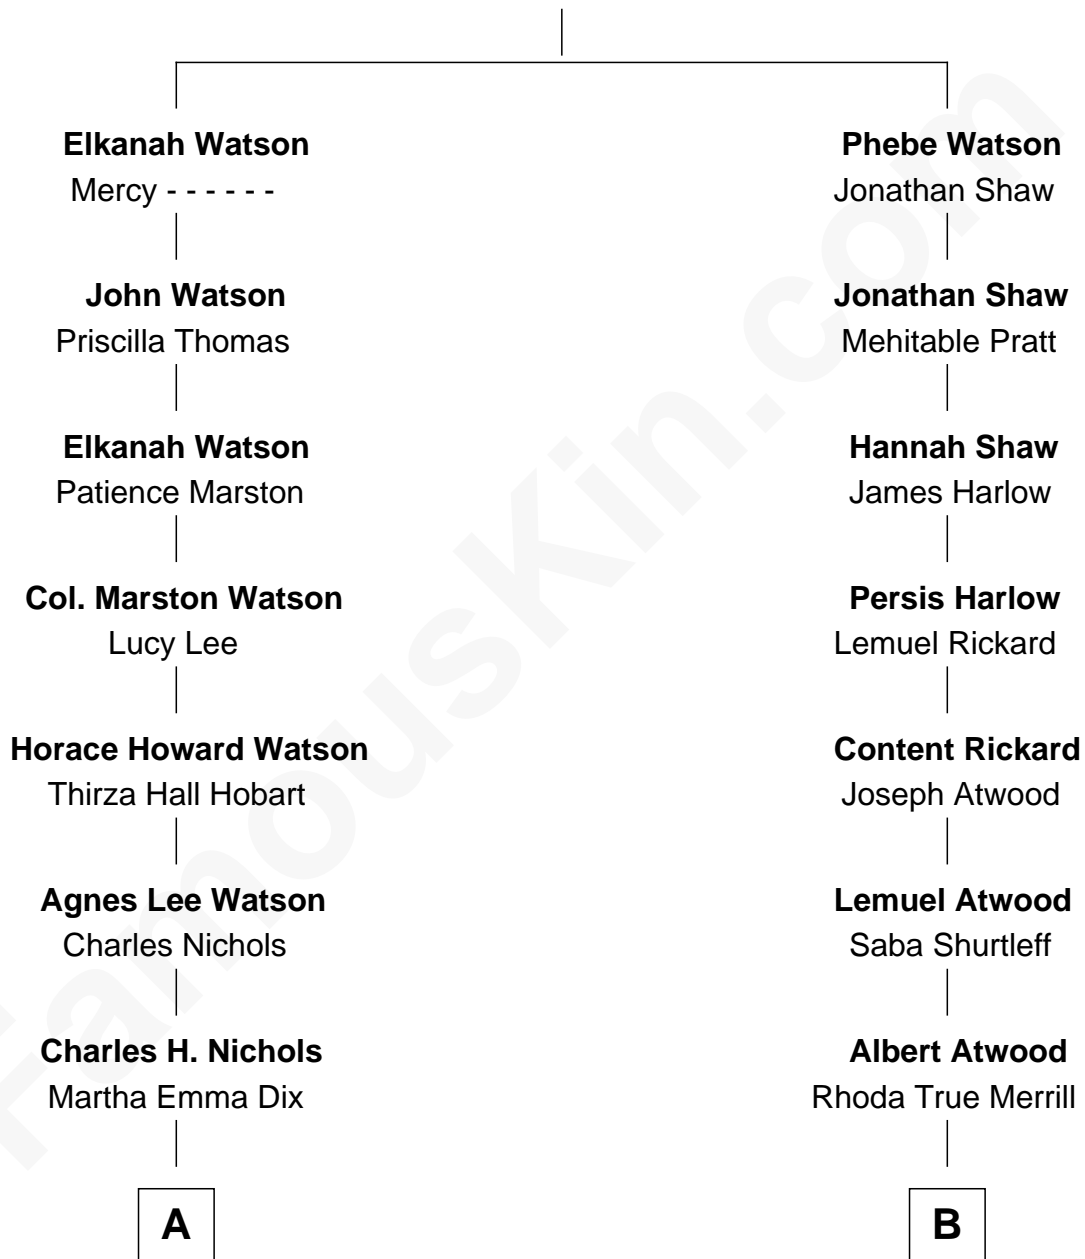 Elkanah Watson
Mercy - - - - - -
John Watson
Priscilla Thomas
Elkanah Watson
Patience Marston
Col. Marston Watson
Lucy Lee
Horace Howard Watson
Thirza Hall Hobart
Agnes Lee Watson
Charles Nichols
Charles H. Nichols
Martha Emma Dix
A
Phebe Watson
Jonathan Shaw
Jonathan Shaw
Mehitable Pratt
Hannah Shaw
James Harlow
Persis Harlow
Lemuel Rickard
Content Rickard
Joseph Atwood
Lemuel Atwood
Saba Shurtleff
Albert Atwood
Rhoda True Merrill
B
FamousKin.com